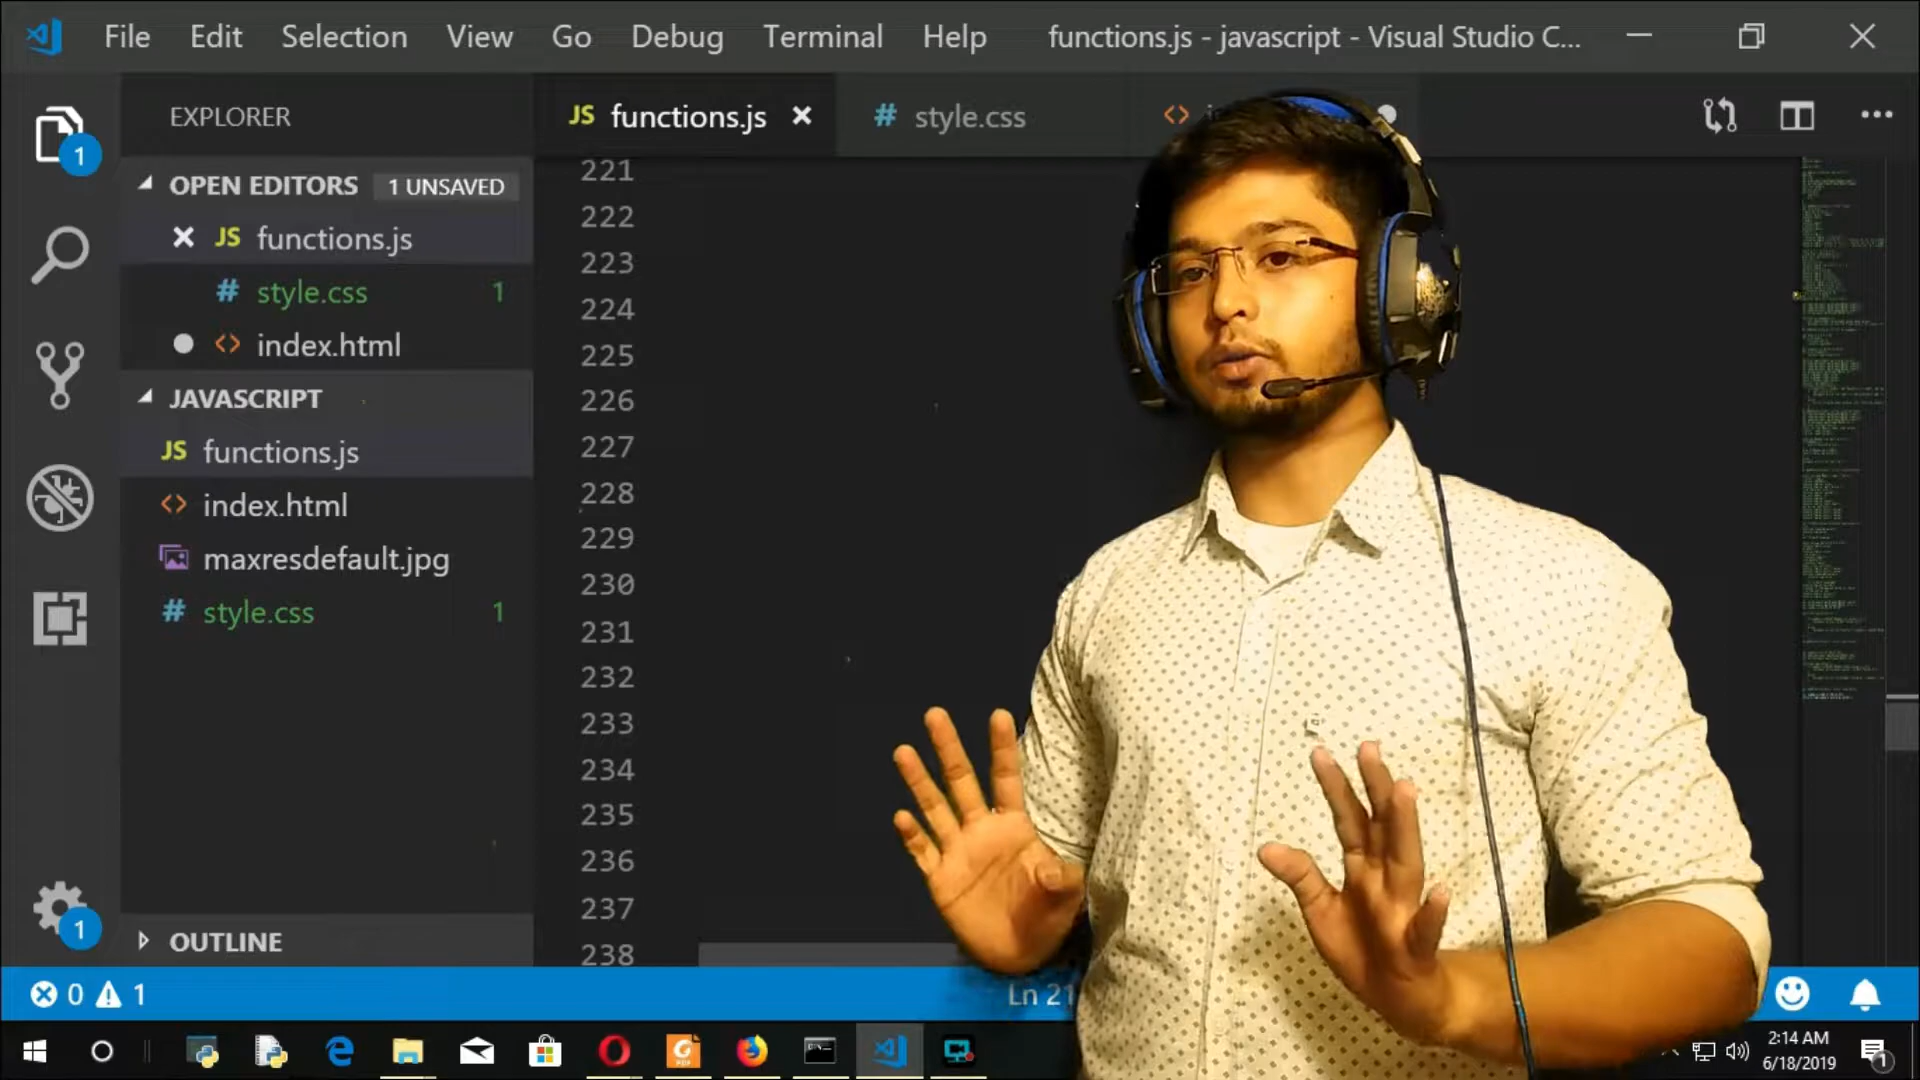 File Edit Selection View Go Debug Terminal Help functions.js - javascript - Visual Studio C...
EXPLORER
JS functions.js
# style.css
OPEN EDITORS 1 UNSAVED
JS functions.js
# style.css 1
<> index.html
JAVASCRIPT
JS functions.js
<> index.html
maxresdefault.jpg
# style.css 1
OUTLINE
221
222
223
224
225
226
227
228
229
230
231
232
233
234
235
236
237
238
1
1
0 1
Ln 21
2:14 AM
6/18/2019
1